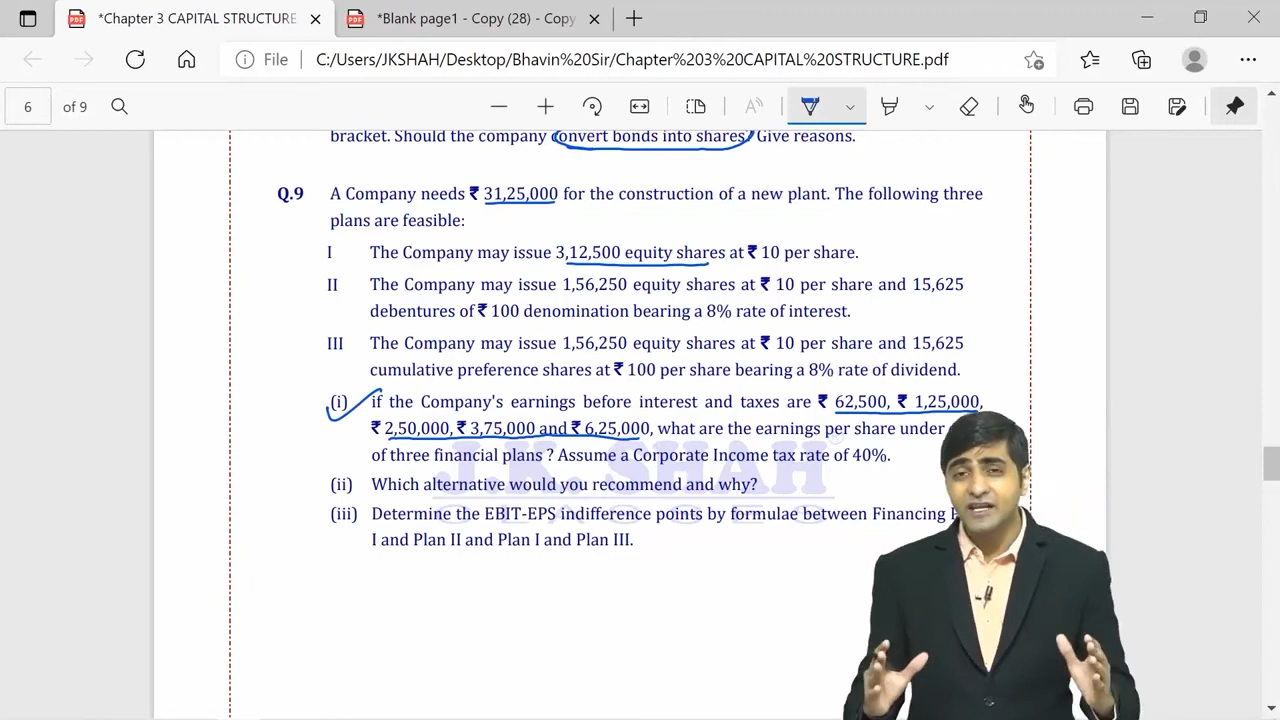 *Chapter 3 CAPITAL STRUCTURE
*Blank page1 - Copy (28) - Copy
File
C:/Users/JKSHAH/Desktop/Bhavin%20Sir/Chapter%203%20CAPITAL%20STRUCTURE.pdf
6 of 9
bracket. Should the company convert bonds into shares? Give reasons.
Q.9 A Company needs ₹ 31,25,000 for the construction of a new plant. The following three
plans are feasible:
I The Company may issue 3,12,500 equity shares at ₹ 10 per share.
II The Company may issue 1,56,250 equity shares at ₹ 10 per share and 15,625
debentures of ₹ 100 denomination bearing a 8% rate of interest.
III The Company may issue 1,56,250 equity shares at ₹ 10 per share and 15,625
cumulative preference shares at ₹ 100 per share bearing a 8% rate of dividend.
(i) if the Company's earnings before interest and taxes are ₹ 62,500, ₹ 1,25,000,
₹ 2,50,000, ₹ 3,75,000 and ₹ 6,25,000, what are the earnings per share under
of three financial plans ? Assume a Corporate Income tax rate of 40%.
J.K. SHAH®
CLASSES
(ii) Which alternative would you recommend and why?
(iii) Determine the EBIT-EPS indifference points by formulae between Financing
I and Plan II and Plan I and Plan III.